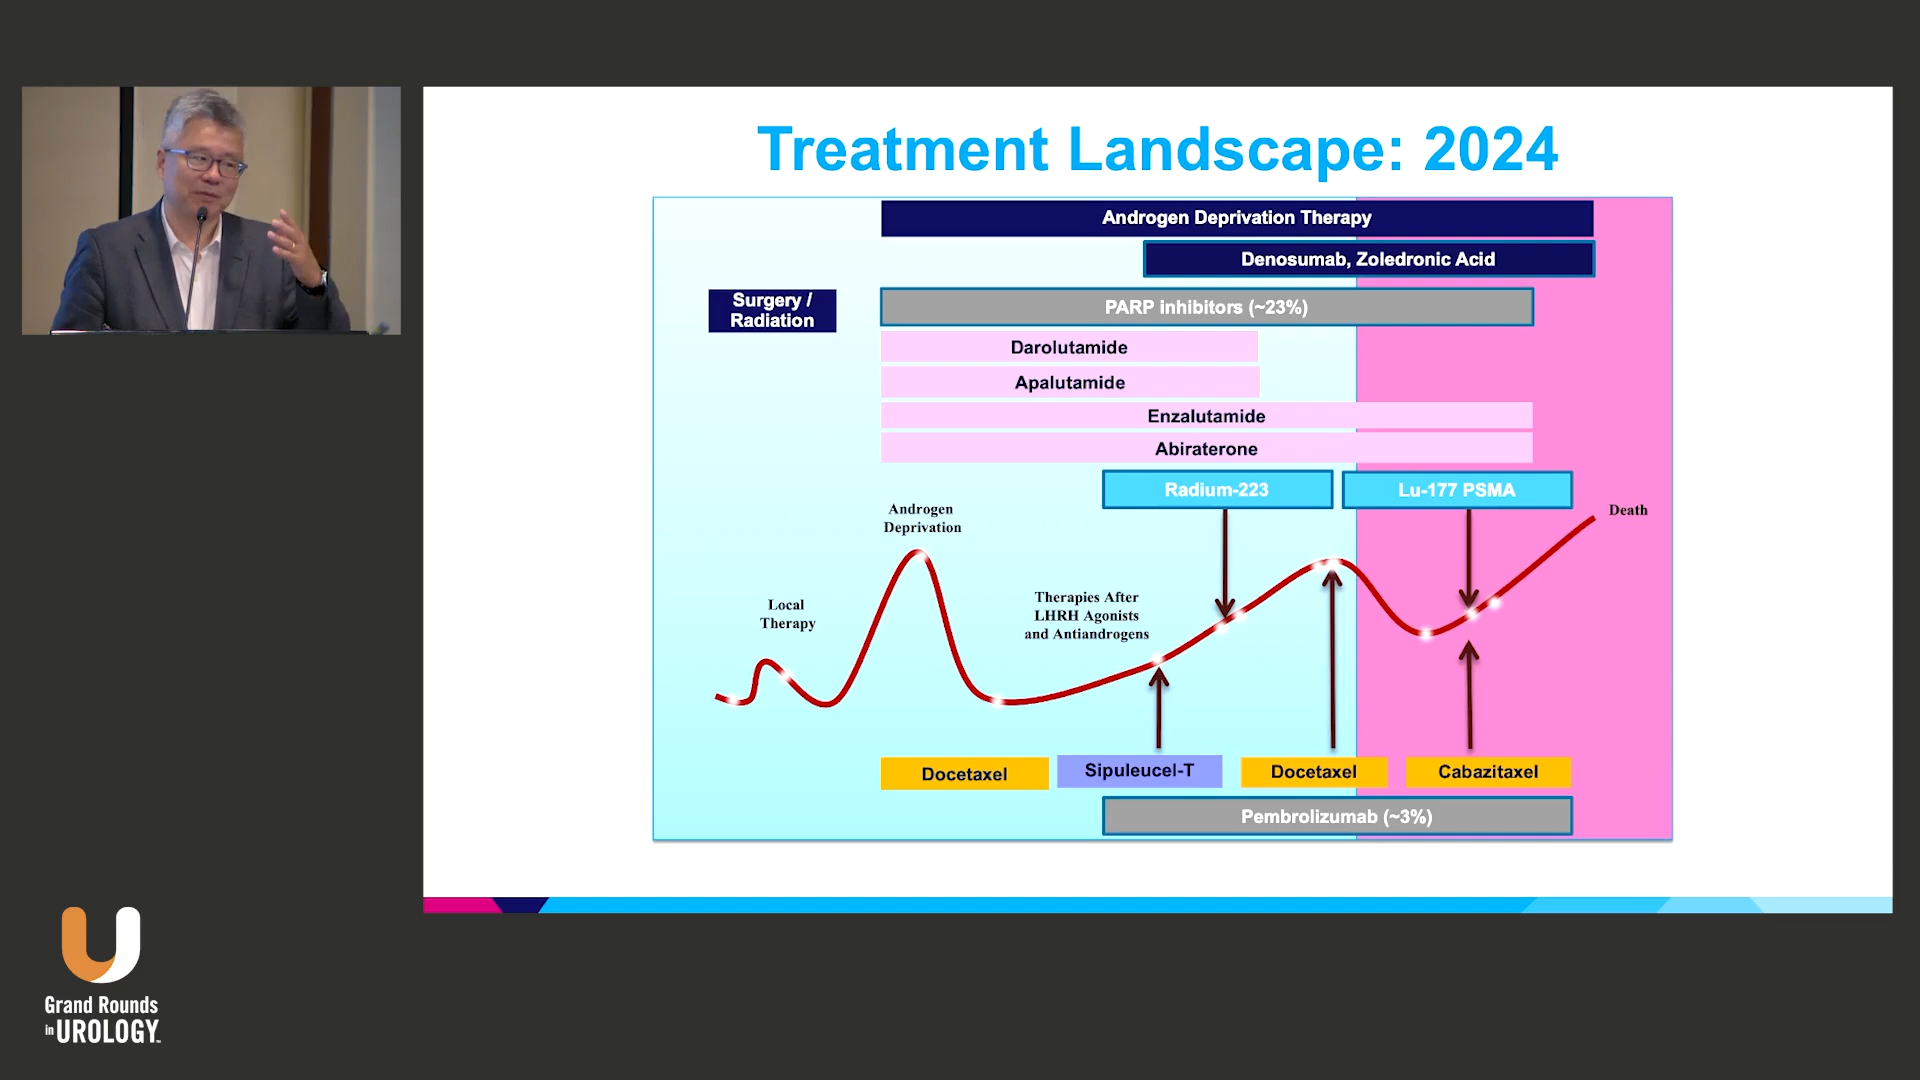 Treatment Landscape: 2024
Androgen Deprivation Therapy
Denosumab, Zoledronic Acid
Surgery /
Radiation
PARP inhibitors (~23%)
Darolutamide
Apalutamide
Enzalutamide
Abiraterone
Radium-223
Lu-177 PSMA
Androgen
Deprivation
Death
Local
Therapy
Therapies After
LHRH Agonists
and Antiandrogens
Docetaxel
Sipuleucel-T
Docetaxel
Cabazitaxel
Pembrolizumab (~3%)
Grand Rounds
in UROLOGY™